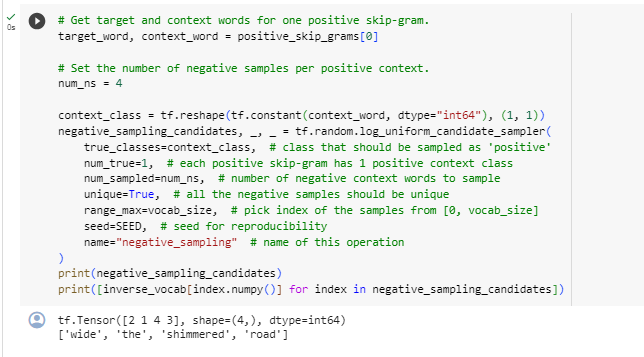 0s
# Get target and context words for one positive skip-gram.
target_word, context_word = positive_skip_grams[0]
# Set the number of negative samples per positive context.
num_ns = 4
context_class = tf.reshape(tf.constant(context_word, dtype="int64"), (1, 1))
negative_sampling_candidates, _, _ = tf.random.log_uniform_candidate_sampler(
    true_classes=context_class,  # class that should be sampled as 'positive'
    num_true=1,  # each positive skip-gram has 1 positive context class
    num_sampled=num_ns,  # number of negative context words to sample
    unique=True,  # all the negative samples should be unique
    range_max=vocab_size,  # pick index of the samples from [0, vocab_size]
    seed=SEED,  # seed for reproducibility
    name="negative_sampling"  # name of this operation
)
print(negative_sampling_candidates)
print([inverse_vocab[index.numpy()] for index in negative_sampling_candidates])
tf.Tensor([2 1 4 3], shape=(4,), dtype=int64)
['wide', 'the', 'shimmered', 'road']